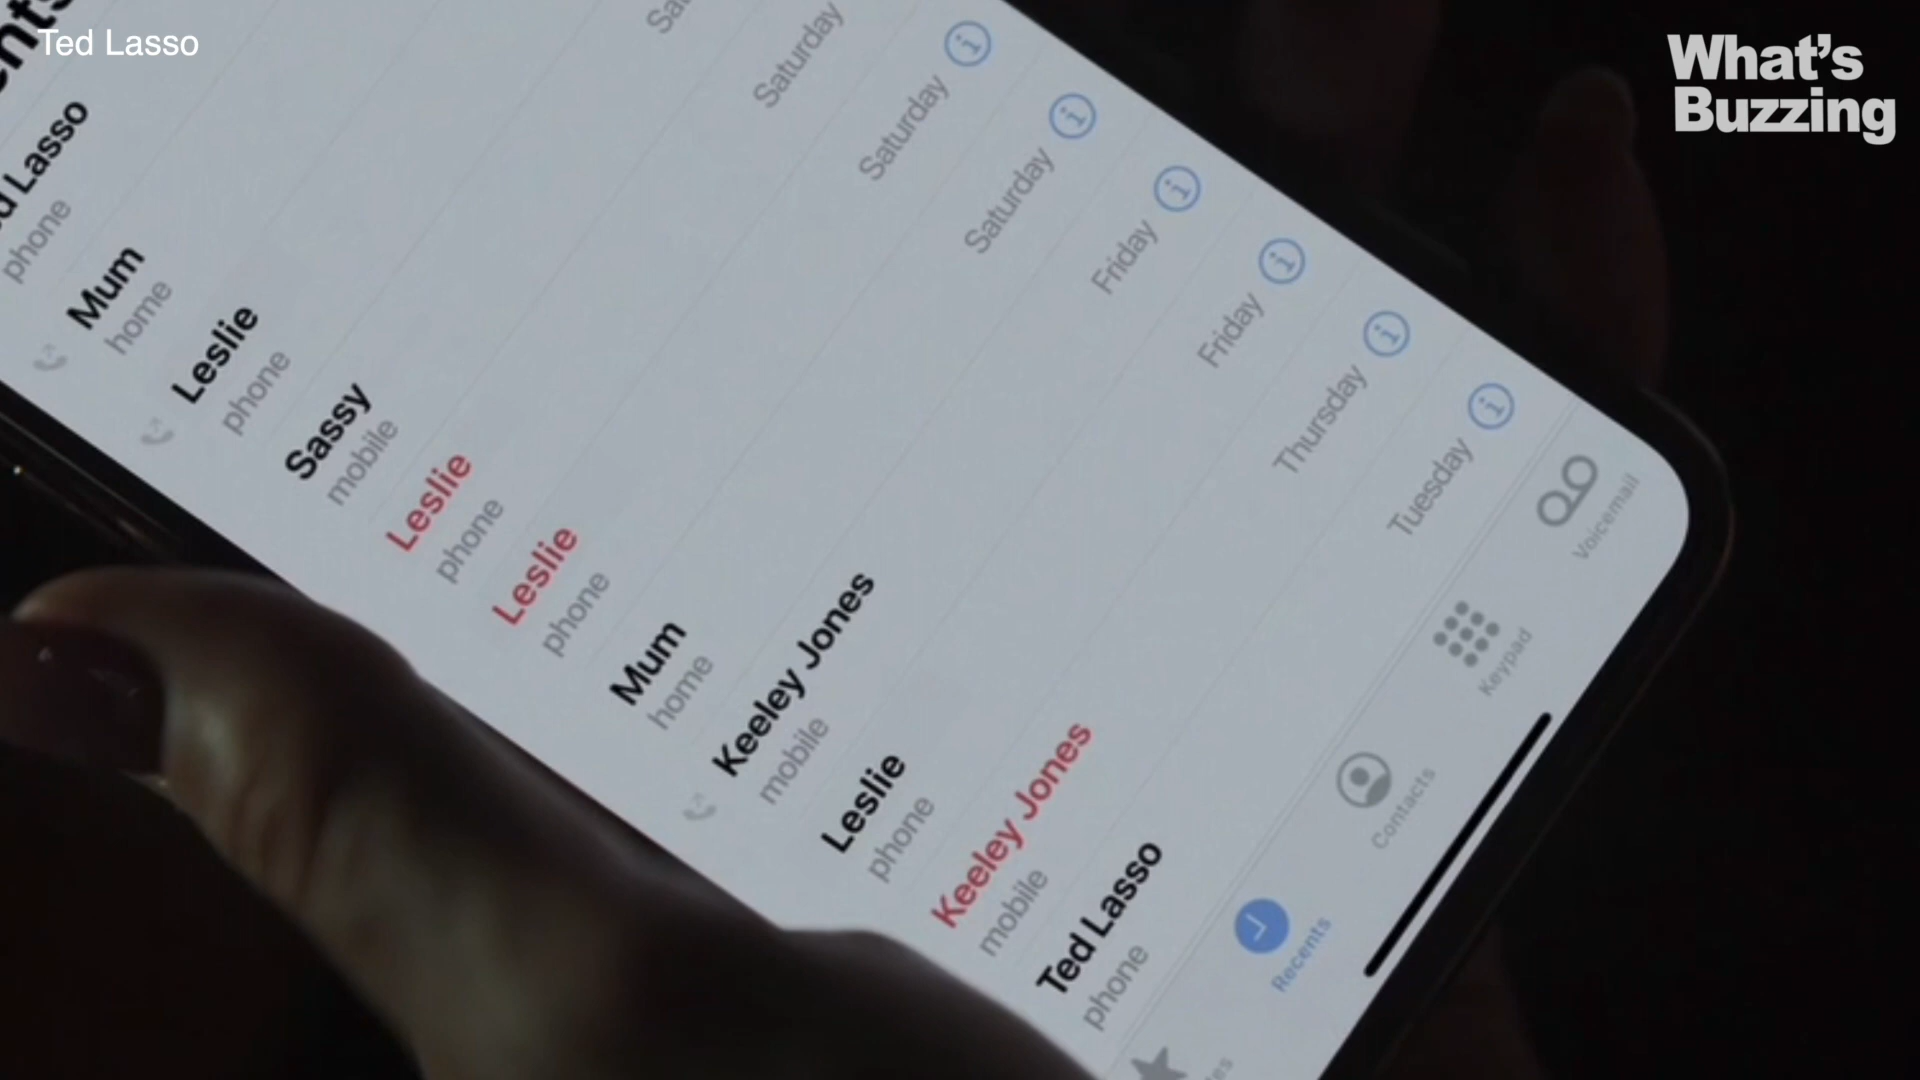 Ted Lasso
What's
Buzzing
Lasso
phone
Mum
home
Leslie
phone
Sassy
mobile
Leslie
Saturday
phone
Leslie
Saturday
phone
Mum
Saturday
home
Keeley Jones
Friday
mobile
Leslie
Friday
phone
Keeley Jones
Thursday
mobile
Ted Lasso
Tuesday
phone
Recents
Contacts
Keypad
Voicemail